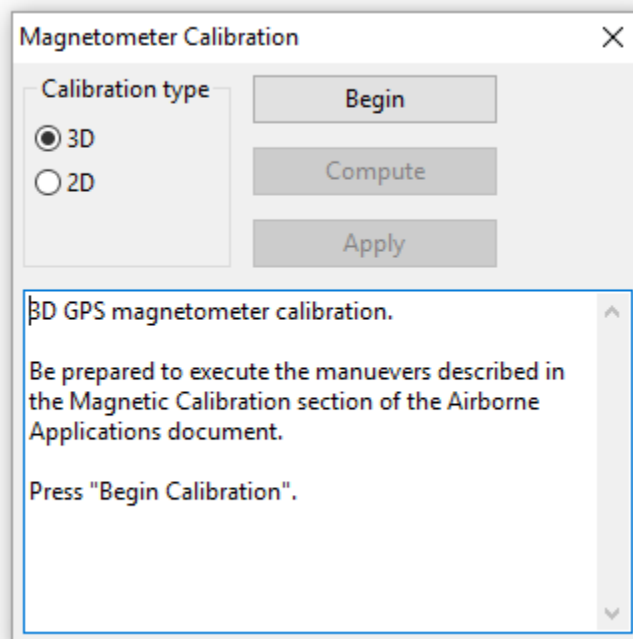 Magnetometer Calibration
Calibration type
3D
2D
Begin
Compute
Apply
3D GPS magnetometer calibration.
Be prepared to execute the manuevers described in
the Magnetic Calibration section of the Airborne
Applications document.
Press "Begin Calibration".